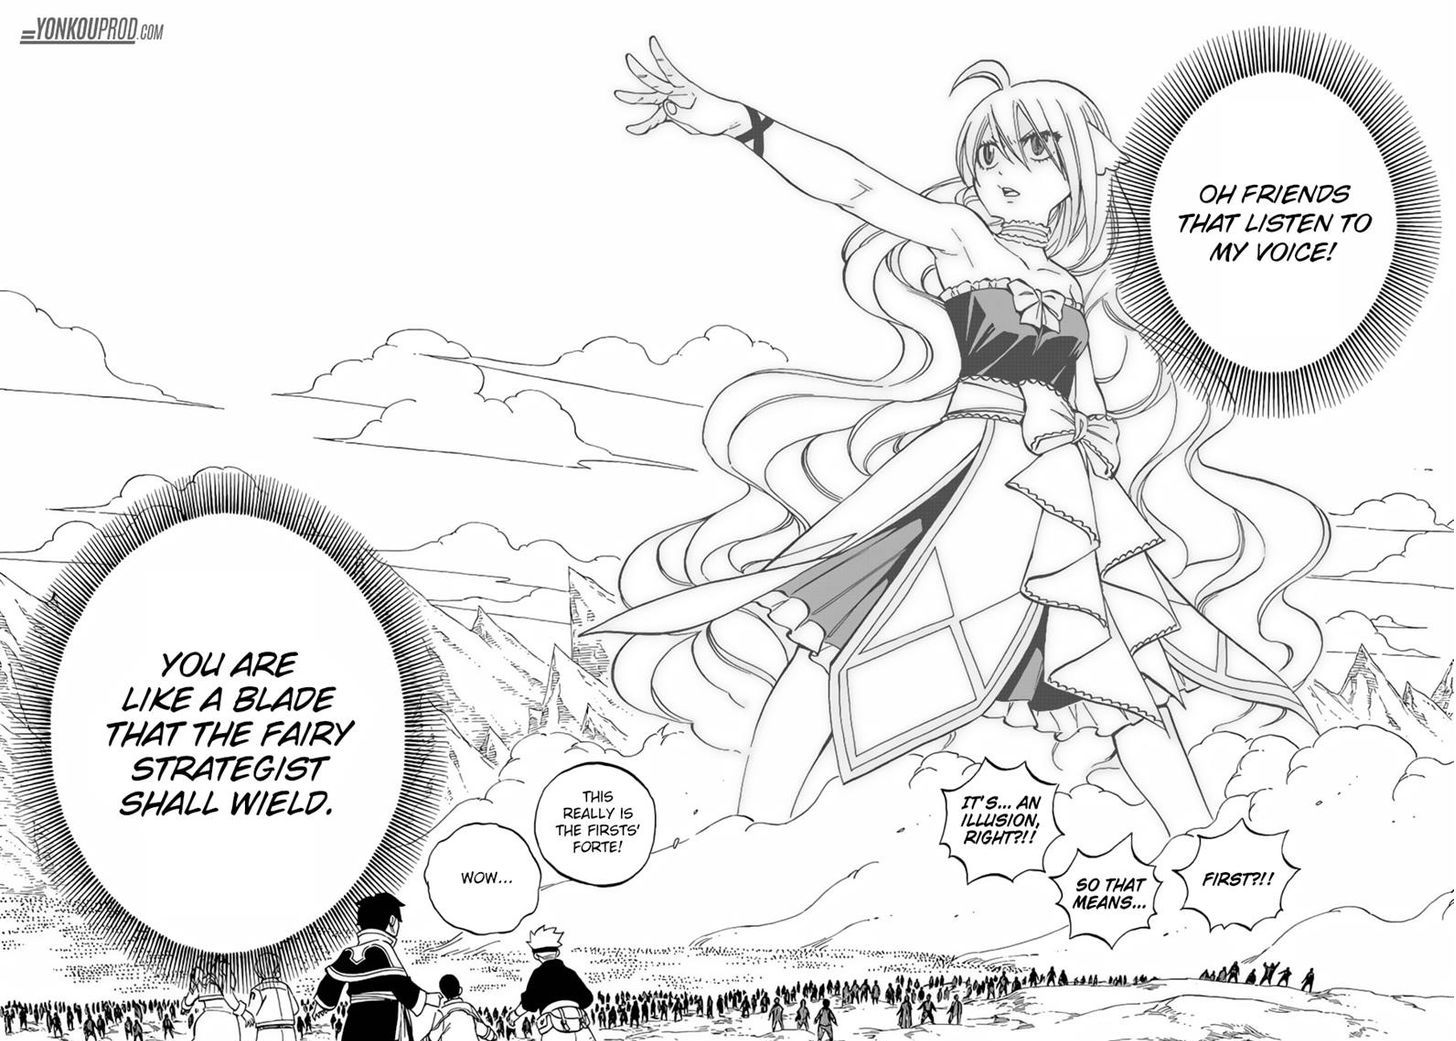 YONKOUPROD.COM
OH FRIENDS
THAT LISTEN TO
MY VOICE!
IT'S... AN
ILLUSION,
RIGHT?!!
SO THAT
MEANS...
FIRST?!!
THIS
REALLY IS
THE FIRSTS'
FORTE!
WOW...
YOU ARE
LIKE A BLADE
THAT THE FAIRY
STRATEGIST
SHALL WIELD.